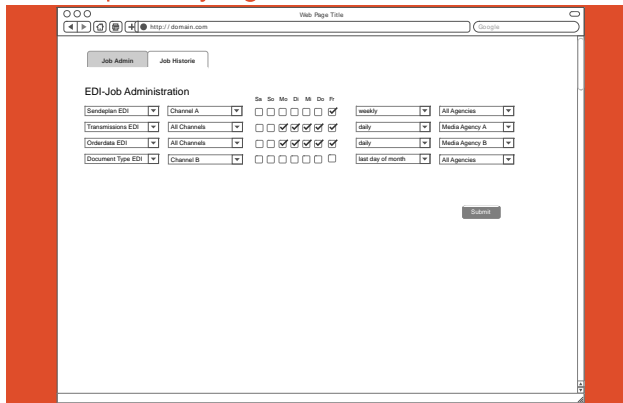 Web Page Title
http://domain.com
Google
Job Admin Job Historie
EDI-Job Administration
Sa So Mo Di Mi Do Fr
Sendeplan EDI Channel A weekly All Agencies
Transmissions EDI All Channels daily Media Agency A
Orderdata EDI All Channels daily Media Agency B
Document Type EDI Channel B last day of month All Agencies
Submit